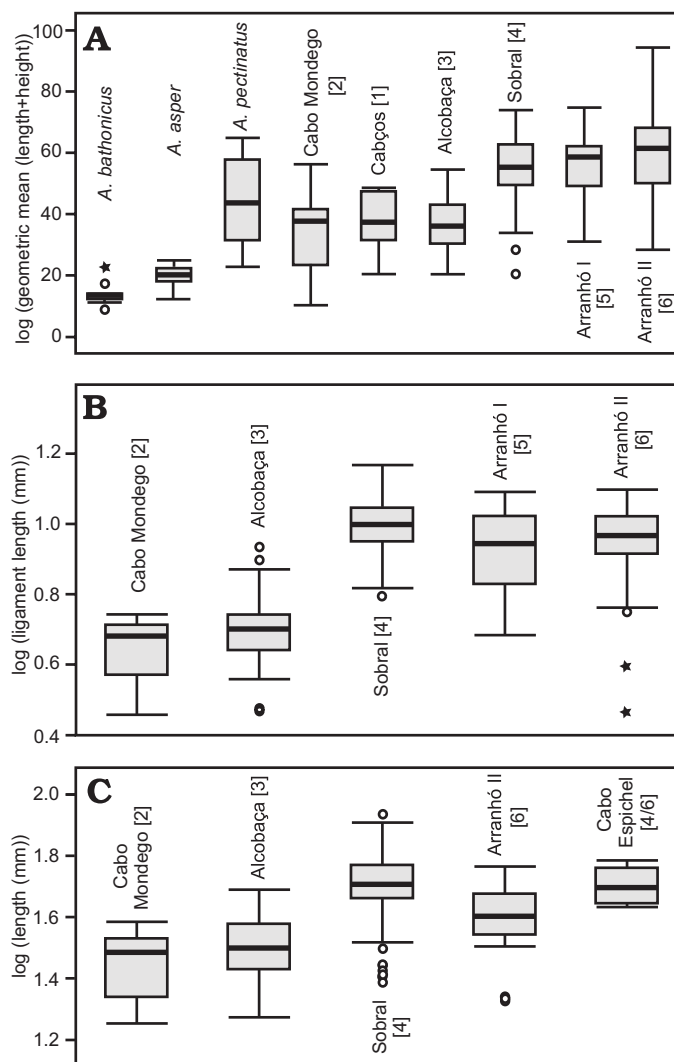 A
log (geometric mean (length+height))
100
80
60
40
20
0
A. bathonicus
A. asper
A. pectinatus
Cabo Mondego
[2]
Cabços [1]
Alcobaça [3]
Sobral [4]
Arranhó I
[5]
Arranhó II
[6]
B
log (ligament length (mm))
1.2
1.0
0.8
0.6
0.4
Cabo Mondego [2]
Alcobaça [3]
Sobral [4]
Arranhó I
[5]
Arranhó II
[6]
C
log (length (mm))
2.0
1.8
1.6
1.4
1.2
Cabo
Mondego [2]
Alcobaça [3]
Sobral
[4]
Arranhó II
[6]
Cabo
Espichel
[4/6]